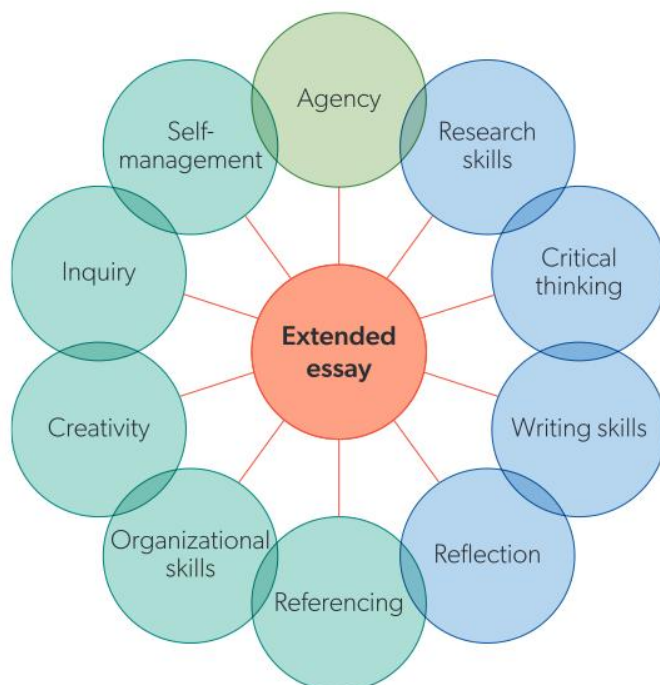 Agency
Self-
management
Research
skills
Inquiry
Critical
thinking
Extended
essay
Creativity
Writing skills
Organizational
skills
Reflection
Referencing